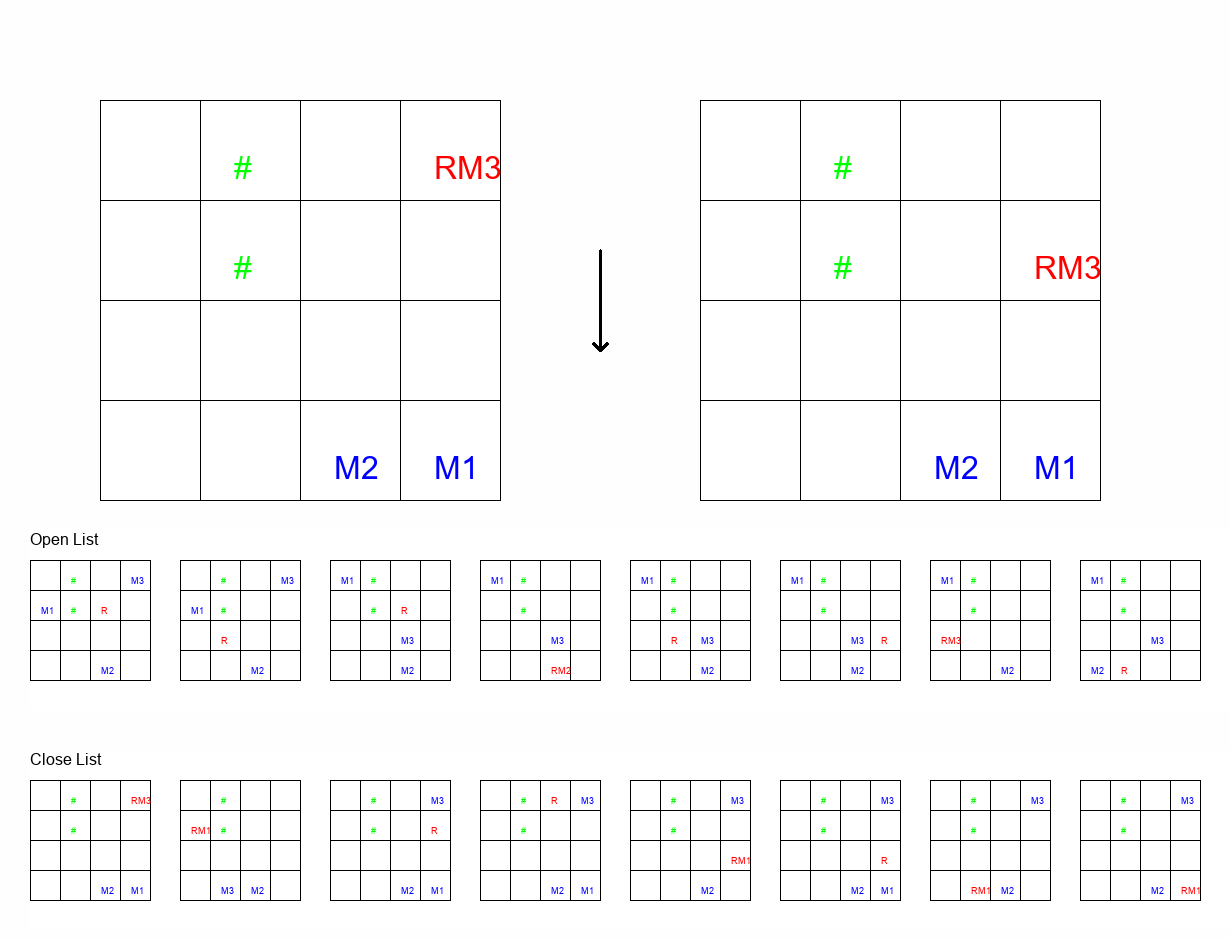 # RM3 #
# # RM3
M2 M1 M2 M1
Open List
# M3 # M3 M1 # M1 # M1 # M1 # M1 # M1 #
M1 # R M1 # # R # # # # #
R M3 M3 R M3 M3 R RM3 M3
M2 M2 M2 RM2 M2 M2 M2 M2 R
Close List
# RM3 # # M3 # R M3 # M3 # M3 # M3 # M3
# RM1 # # R # # # # #
RM1 R
M2 M1 M3 M2 M2 M1 M2 M1 M2 M2 M1 RM1 M2 M2 RM1